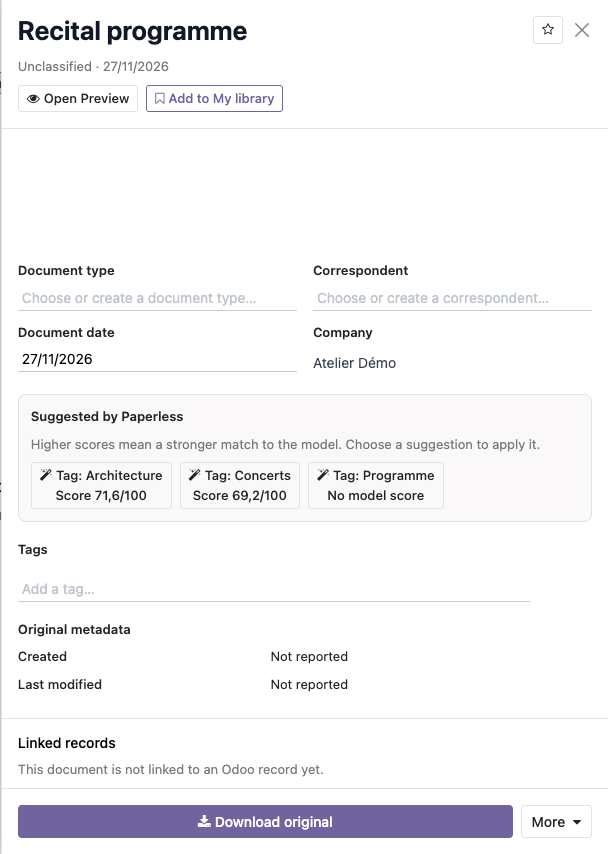 Recital programme
Unclassified · 27/11/2026
Open Preview
Add to My library
Document type
Correspondent
Choose or create a document type...
Choose or create a correspondent...
Document date
Company
27/11/2026
Atelier Démo
Suggested by Paperless
Higher scores mean a stronger match to the model. Choose a suggestion to apply it.
Tag: Architecture
Score 71,6/100
Tag: Concerts
Score 69,2/100
Tag: Programme
No model score
Tags
Add a tag...
Original metadata
Created
Not reported
Last modified
Not reported
Linked records
This document is not linked to an Odoo record yet.
Download original
More